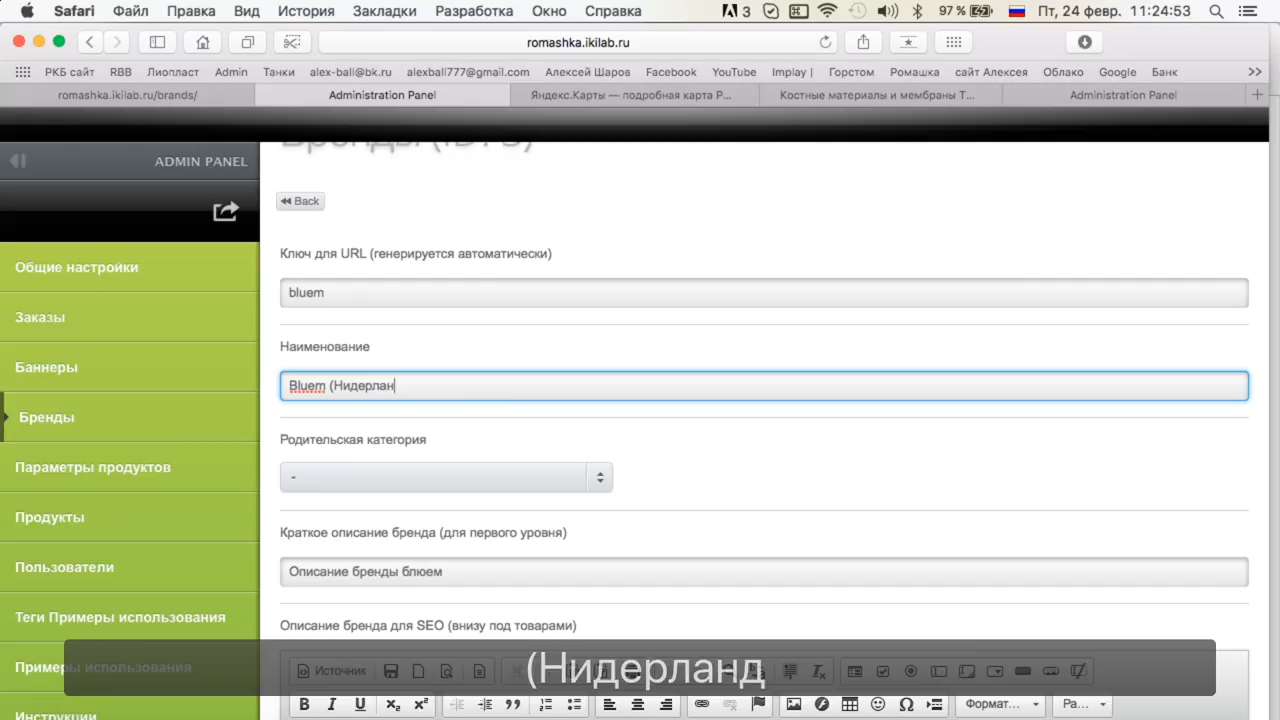 Safari Файл Правка Вид История Закладки Разработка Окно Справка 3 97 % Пт, 24 февр. 11:24:53
romashka.ikilab.ru
РКБ сайт RBB Лиопласт Admin Танки alex-ball@bk.ru alexball777@gmail.com Алексей Шаров Facebook YouTube Implay | Горстом Ромашка сайт Алексея Облако Google Банк
romashka.ikilab.ru/brands/ Administration Panel Яндекс.Карты — подробная карта Р... Костные материалы и мембраны Т... Administration Panel
ADMIN PANEL
Back
Общие настройки
Заказы
Баннеры
Бренды
Параметры продуктов
Продукты
Пользователи
Теги Примеры использования
Примеры использования
Инструкции
Ключ для URL (генерируется автоматически)
bluem
Наименование
Bluem (Нидерлан
Родительская категория
-
Краткое описание бренда (для первого уровня)
Описание бренды блюем
Описание бренда для SEO (внизу под товарами)
Источник
(Нидерланд
Формат... Ра...